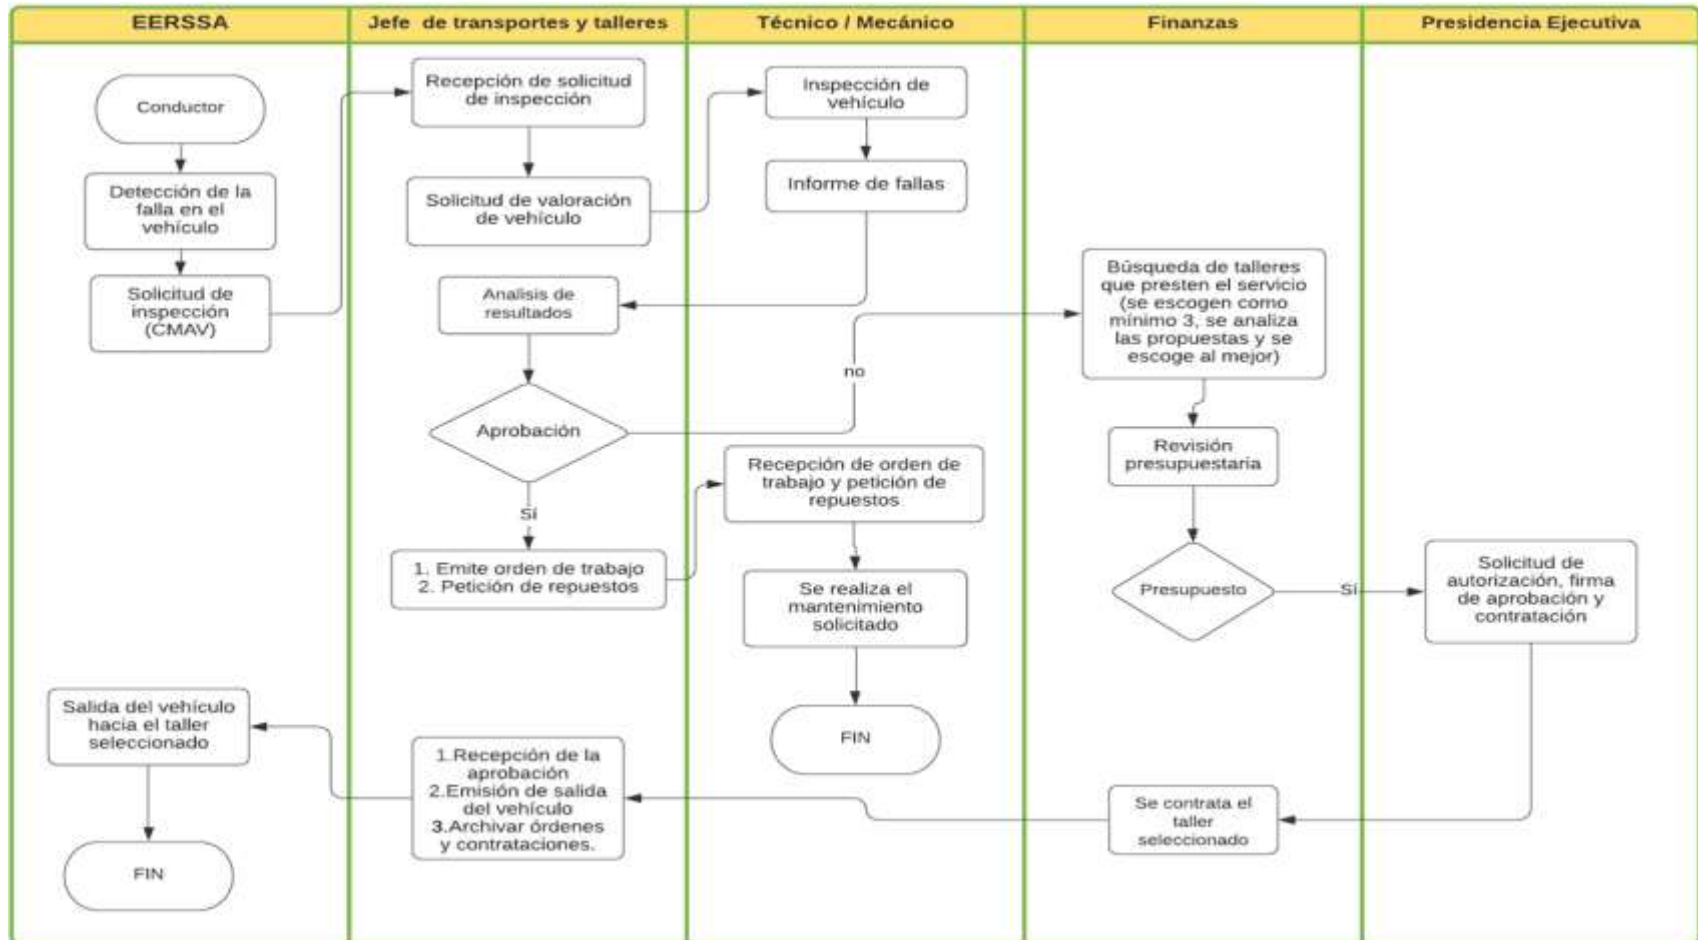 EERSSA
Jefe de transportes y talleres
Técnico / Mecánico
Finanzas
Presidencia Ejecutiva
Conductor
Detección de la
falla en el
vehículo
Solicitud de
inspección
(CMAV)
Recepción de solicitud
de inspección
Solicitud de valoración
de vehículo
Inspección de
vehículo
Informe de fallas
Analisis de
resultados
Aprobación
no
Sí
1. Emite orden de trabajo
2. Petición de repuestos
Recepción de orden de
trabajo y petición de
repuestos
Se realiza el
mantenimiento
solicitado
FIN
Búsqueda de talleres
que presten el servicio
(se escogen como
mínimo 3, se analiza
las propuestas y se
escoge al mejor)
Revisión
presupuestaria
Presupuesto
Sí
Solicitud de
autorización, firma
de aprobación y
contratación
Se contrata el
taller
seleccionado
1.Recepción de la
aprobación
2.Emisión de salida
del vehículo
3.Archivar órdenes
y contrataciones.
Salida del vehículo
hacia el taller
seleccionado
FIN